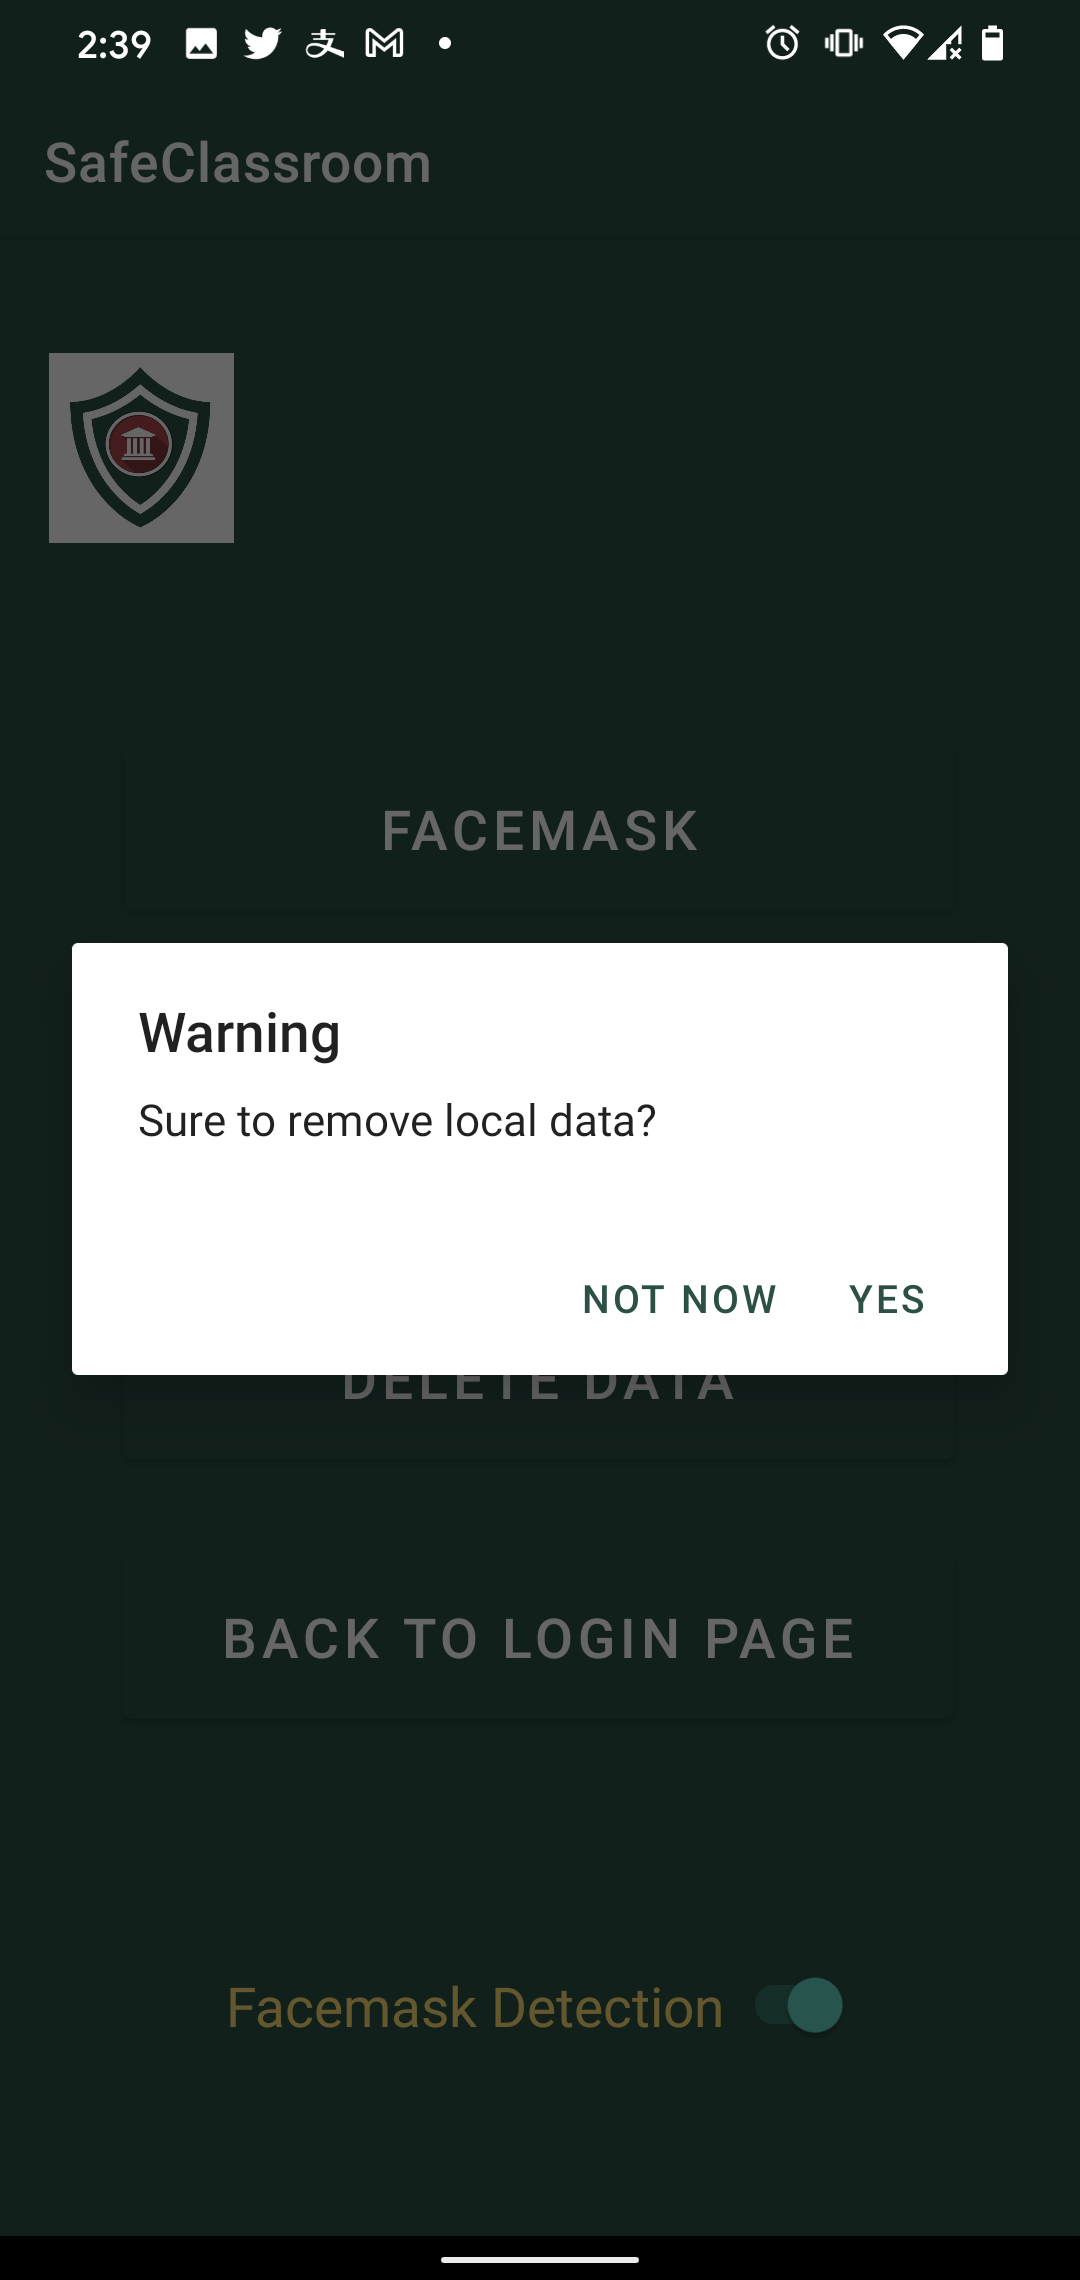 2:39
SafeClassroom
FACEMASK
Warning
Sure to remove local data?
NOT NOW YES
DELETE DATA
BACK TO LOGIN PAGE
Facemask Detection